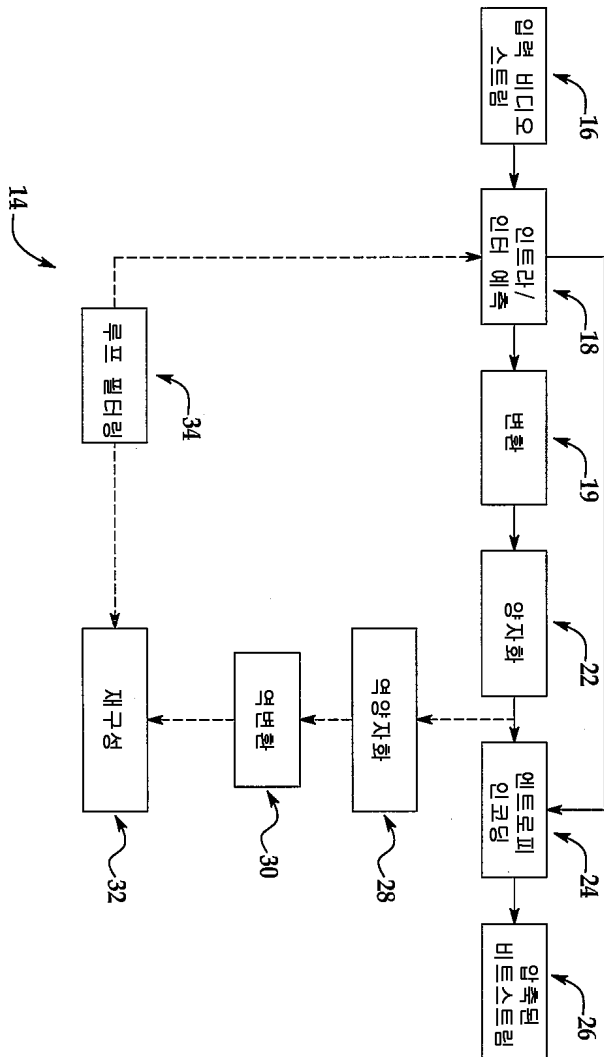 16
입력 비디오
스트림
18
인트라/
인터 예측
19
변환
22
양자화
24
엔트로피
인코딩
26
압축된
비트스트림
28
역양자화
30
역변환
34
루프 필터링
32
재구성
14